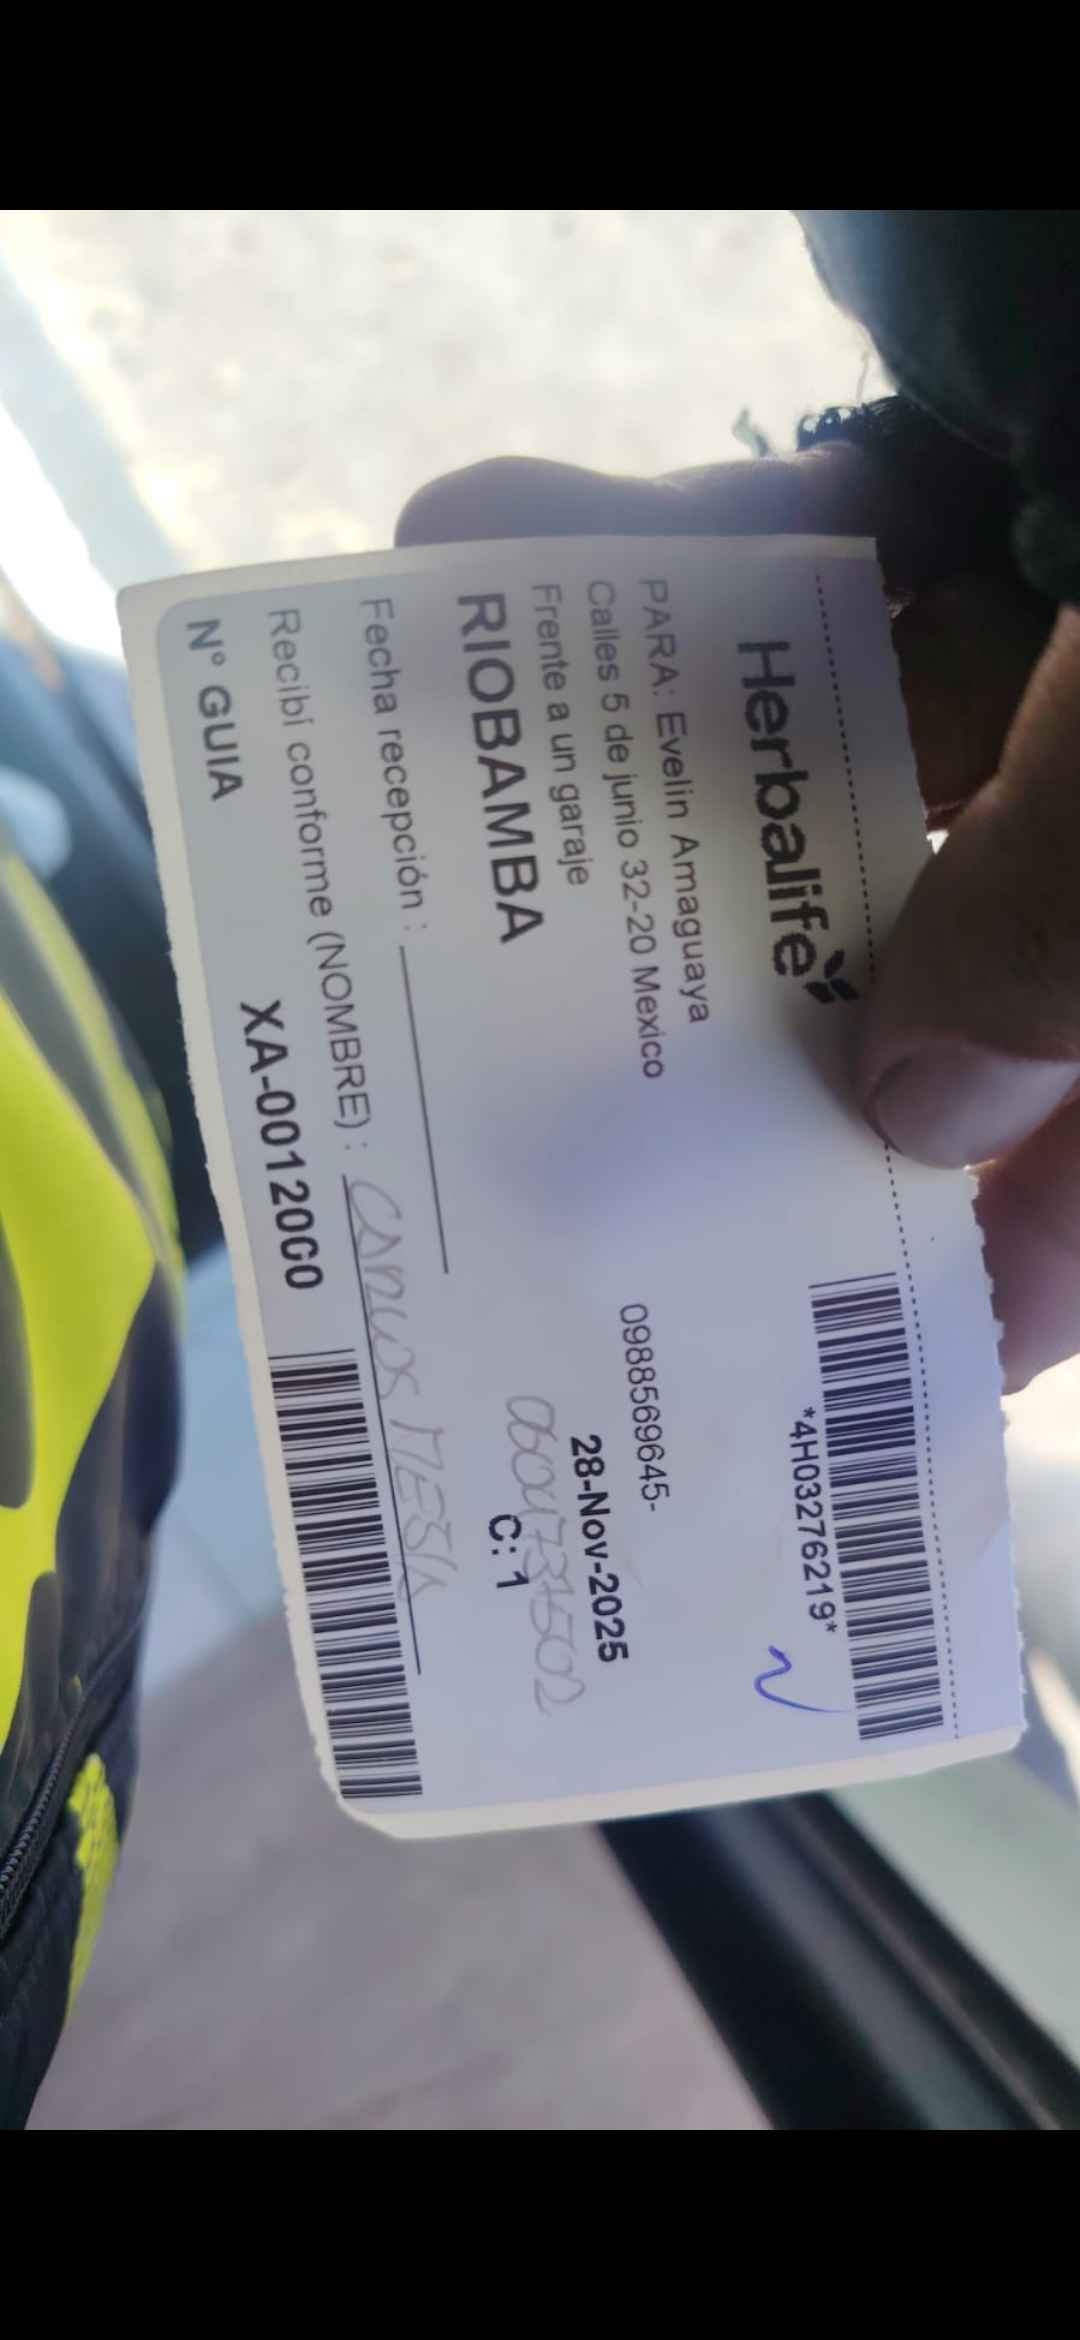 Herbalife
*4H03276219*
PARA: Evelin Amaguaya
Calles 5 de junio 32-20 Mexico
0988569645-
Frente a un garaje
28-Nov-2025
RIOBAMBA
C: 1
Fecha recepción :
Recibí conforme (NOMBRE) :
N° GUIA
XA-0012000